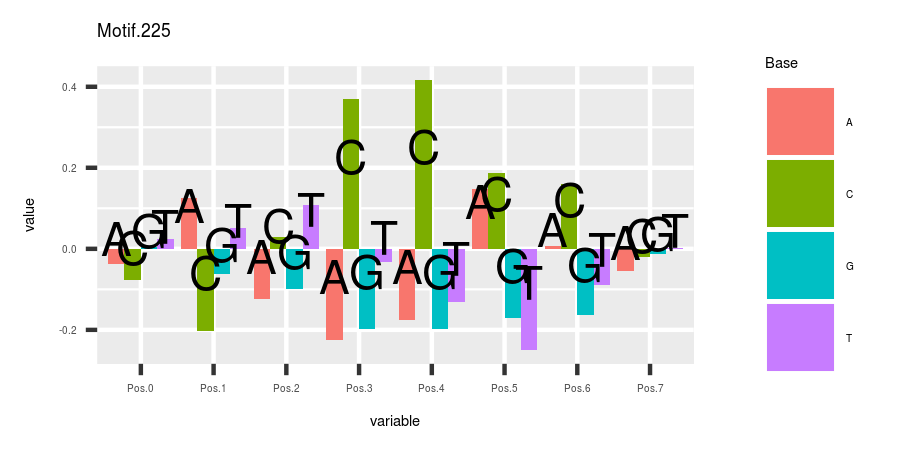 Motif.225
Base
0.4
0.2
0.0
-0.2
value
A C G T
A C G T
A C G T
A C G T
A C G T
A C G T
A C G T
A C G T
Pos.0 Pos.1 Pos.2 Pos.3 Pos.4 Pos.5 Pos.6 Pos.7
variable
A
C
G
T